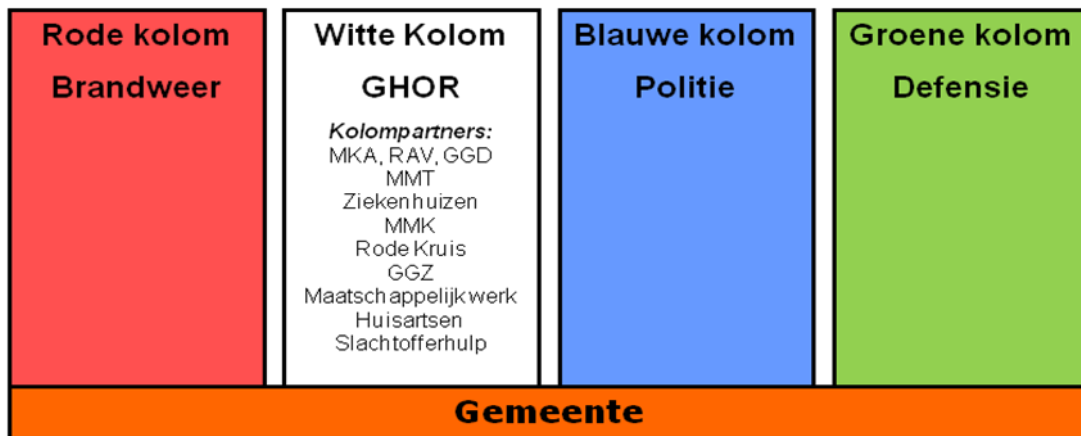 Rode kolom
Brandweer
Witte Kolom
GHOR
Kolompartners:
MKA, RAV, GGD
MMT
Ziekenhuizen
MMK
Rode Kruis
GGZ
Maatschappelijk werk
Huisartsen
Slachtofferhulp
Blauwe kolom
Politie
Groene kolom
Defensie
Gemeente